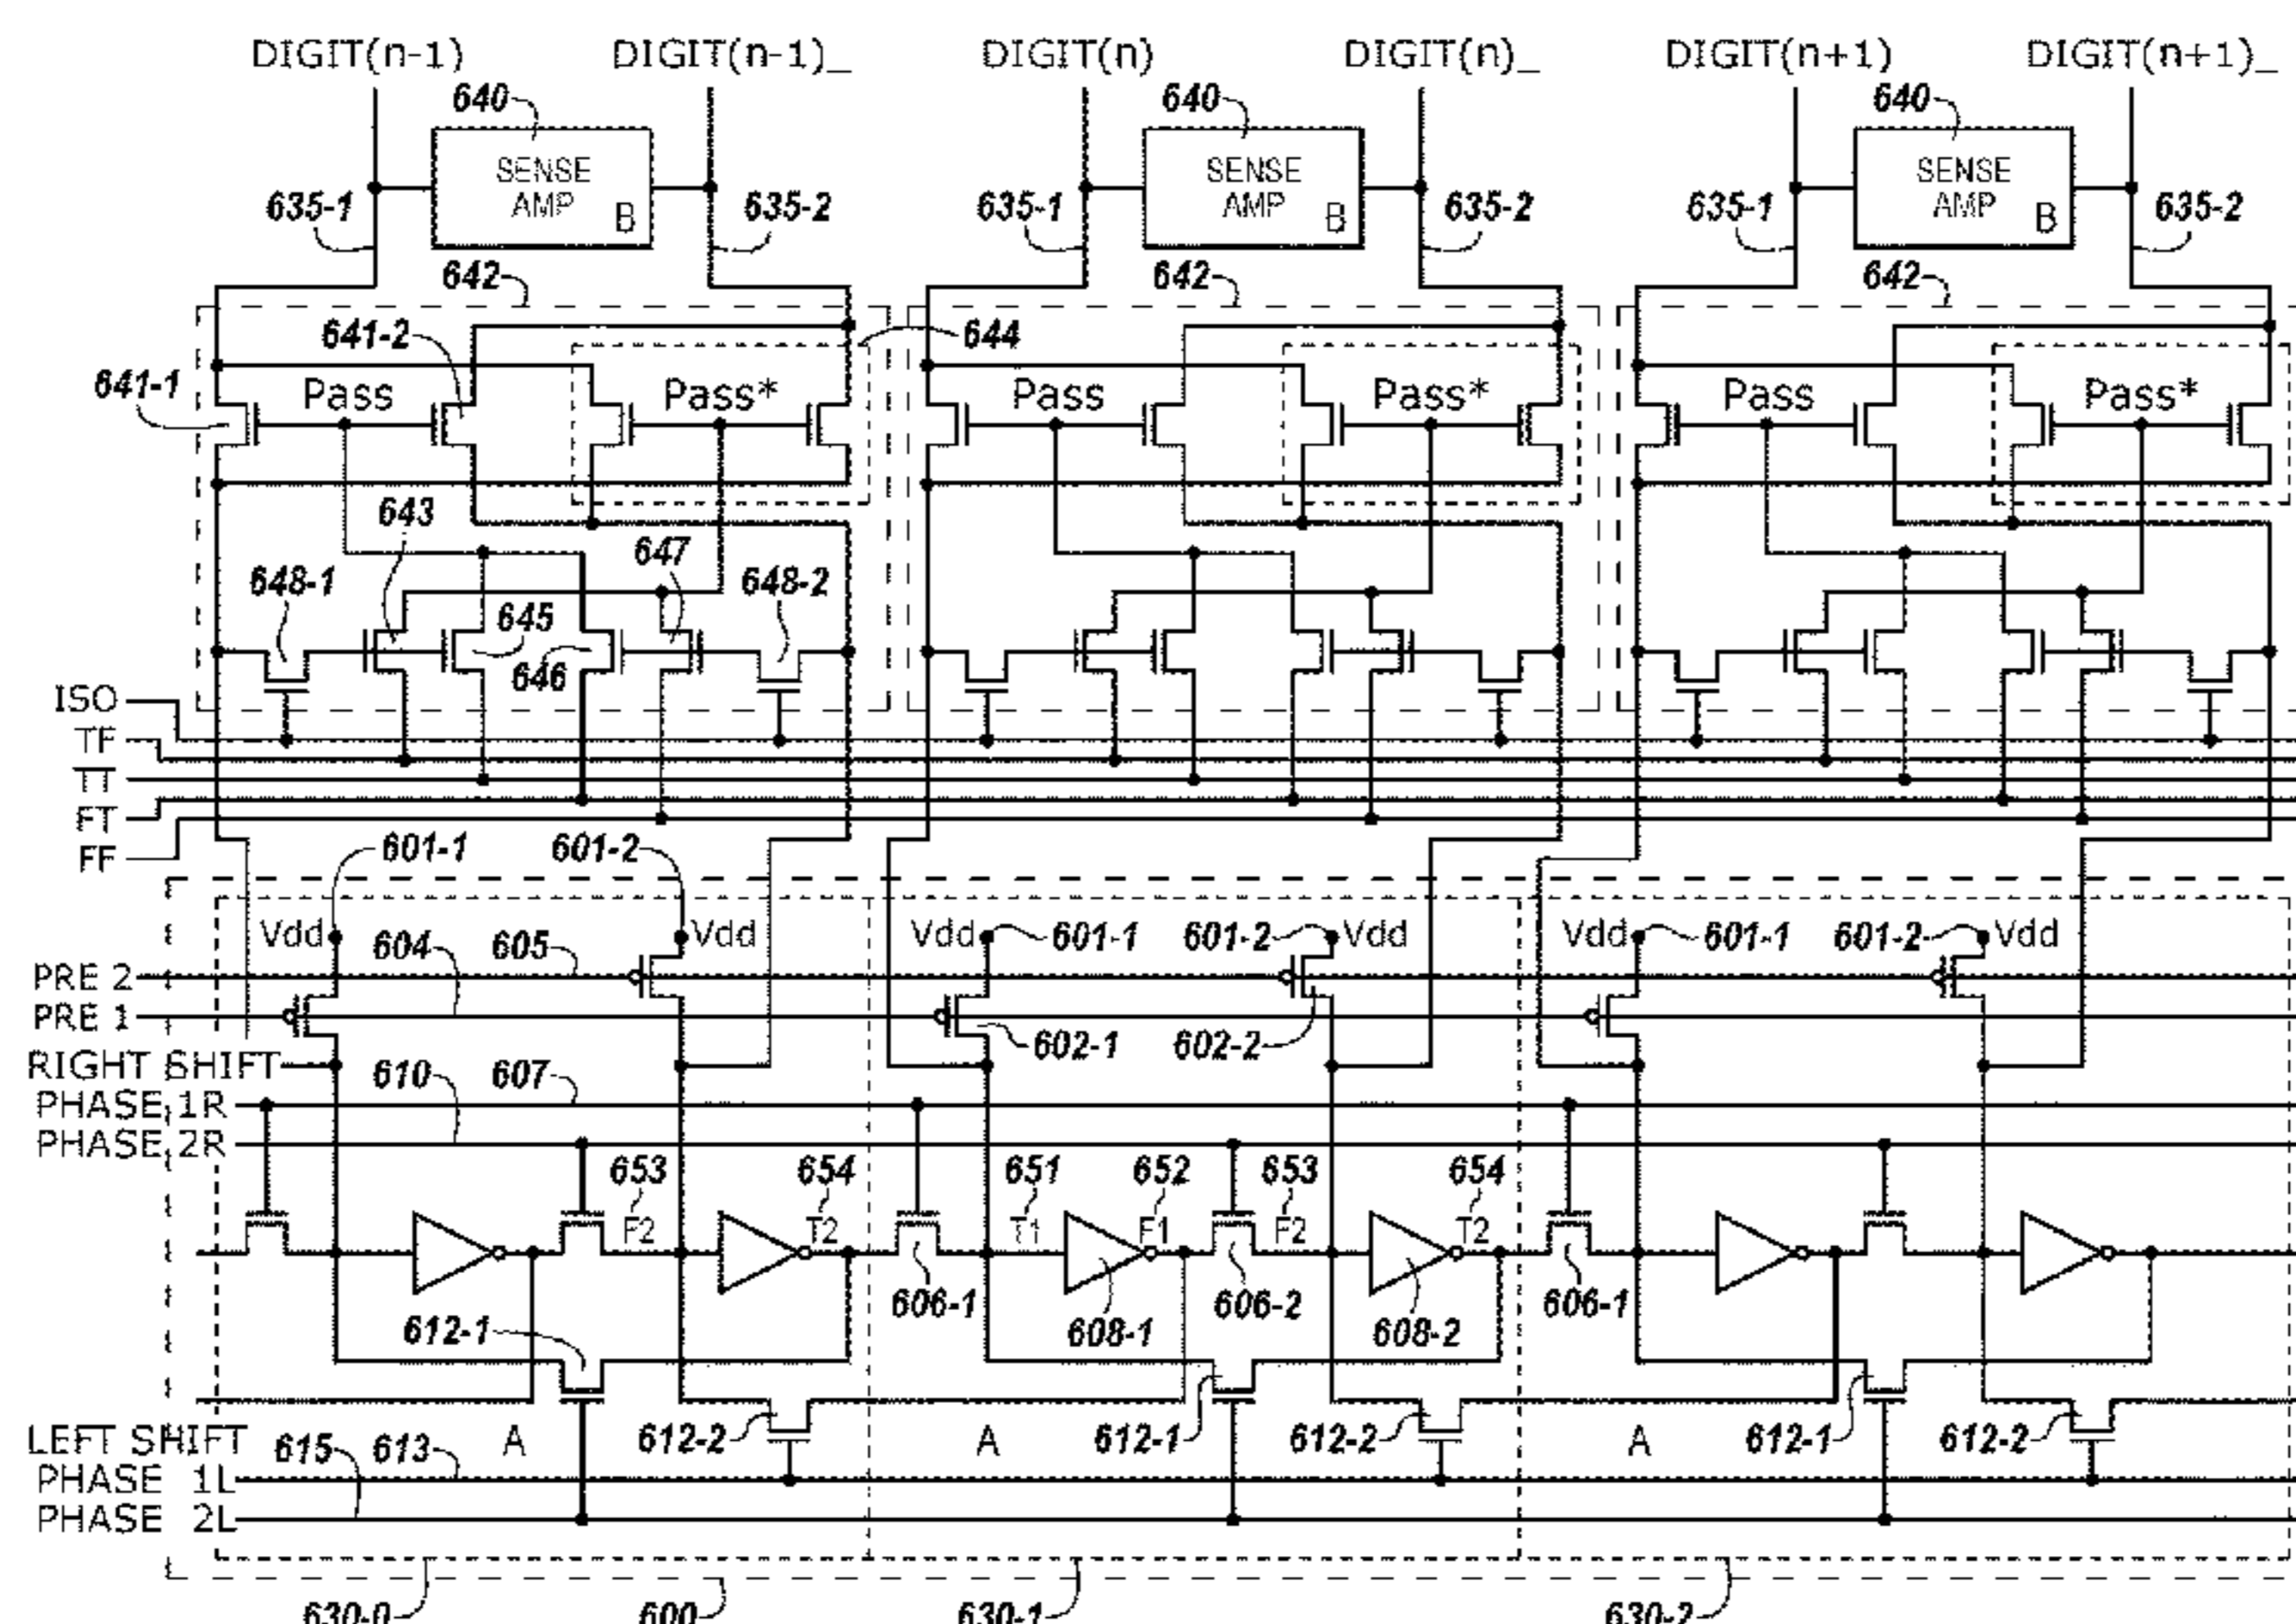 DIGIT(n-1) DIGIT(n-1)_ DIGIT(n) DIGIT(n)_ DIGIT(n+1) DIGIT(n+1)_
640 640 640
SENSE AMP B SENSE AMP B SENSE AMP B
635-1 635-2 635-1 635-2 635-1 635-2
642 642 642
641-2 644
641-1 Pass Pass* Pass Pass* Pass Pass*
643 647
648-1 648-2
645
646
ISO
TF
TT
FT
FF
601-1 601-2
Vdd 604 605 Vdd Vdd 601-1 601-2 Vdd Vdd 601-1 601-2 Vdd
PRE 2
PRE 1
602-1 602-2
RIGHT SHIFT
610 607
PHASE 1R
PHASE 2R
653 654 651 652 653 654
F2 T2 T1 F1 F2 T2
606-1 606-2 606-1
612-1 608-1 608-2
LEFT SHIFT
615 613 A 612-2 A 612-1 612-2 A 612-1 612-2
PHASE 1L
PHASE 2L
630-0 600 630-1 630-2